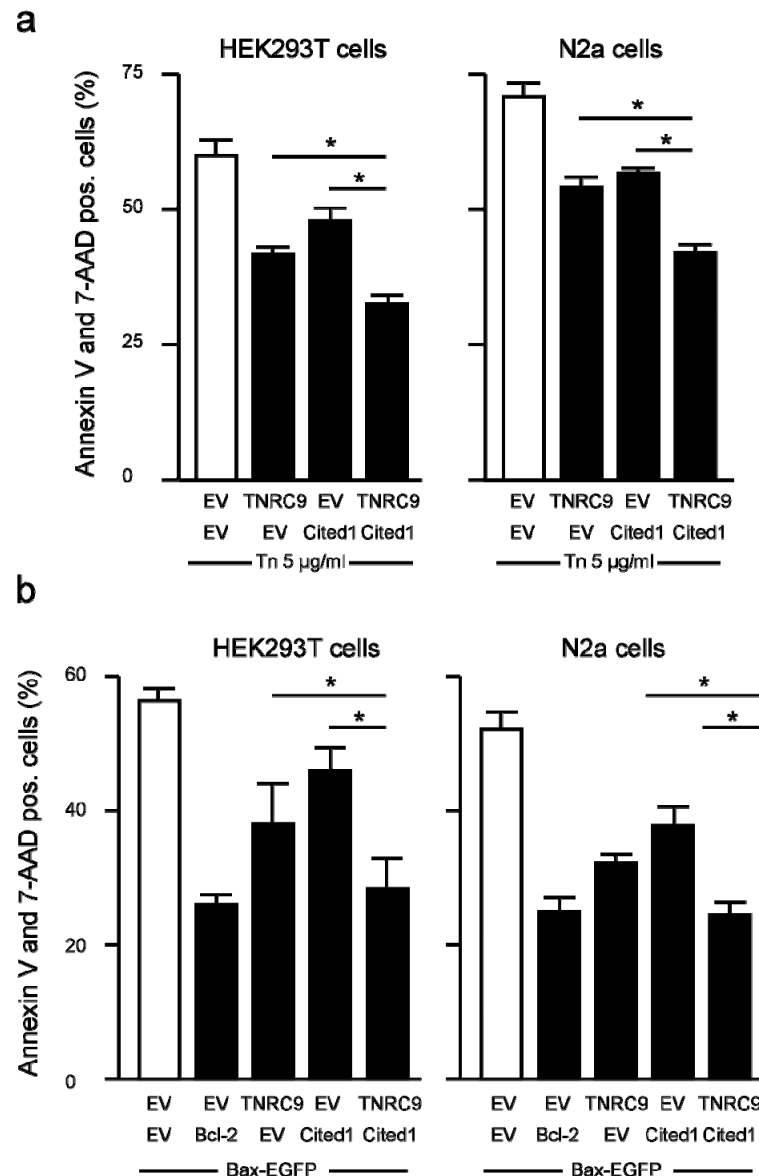 a
HEK293T cells
N2a cells
Annexin V and 7-AAD pos. cells (%)
75
50
25
0
*
*
*
*
EV TNRC9 EV TNRC9
EV EV Cited1 Cited1
Tn 5 µg/ml
EV TNRC9 EV TNRC9
EV EV Cited1 Cited1
Tn 5 µg/ml
b
HEK293T cells
N2a cells
Annexin V and 7-AAD pos. cells (%)
60
40
20
0
*
*
*
*
EV EV TNRC9 EV TNRC9
EV Bcl-2 EV Cited1 Cited1
Bax-EGFP
EV EV TNRC9 EV TNRC9
EV Bcl-2 EV Cited1 Cited1
Bax-EGFP